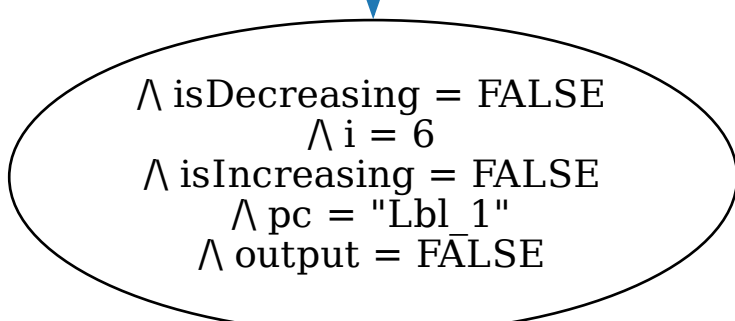 /\ isDecreasing = FALSE
/\ i = 6
/\ isIncreasing = FALSE
/\ pc = "Lbl_1"
/\ output = FALSE